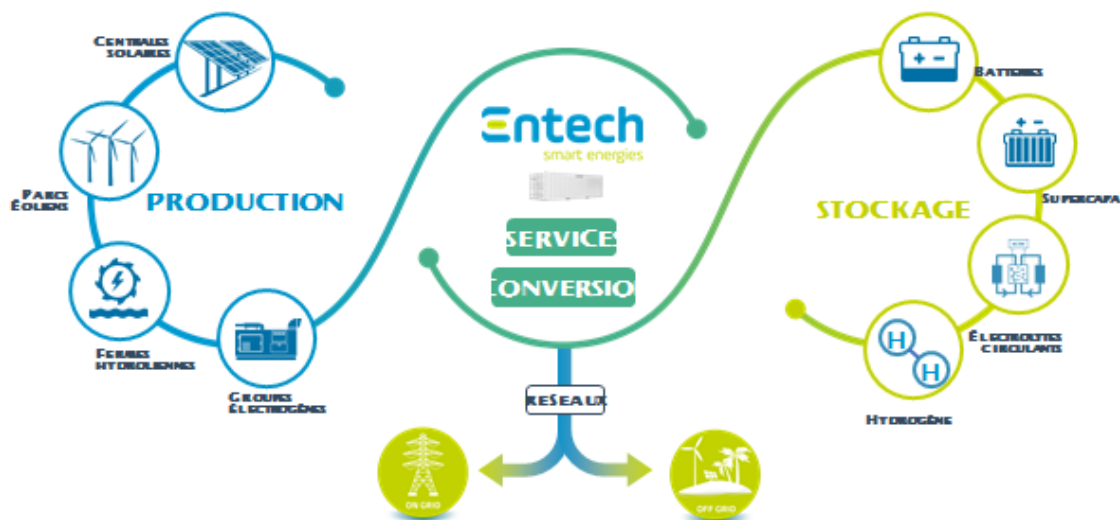 CENTRALES
SOLAIRES
PARCS
ÉOLIENS
PRODUCTION
FERMES
HYDROLIENNES
GROUPES
ÉLECTROGÈNES
Entech
smart energies
SERVICES
CONVERSION
RESEAUX
ON GRID
OFF GRID
STOCKAGE
+ -
BATTERIES
+ -
SUPERCAPA
ÉLECTROLYTES
CIRCULANTS
H
H
HYDROGÈNE